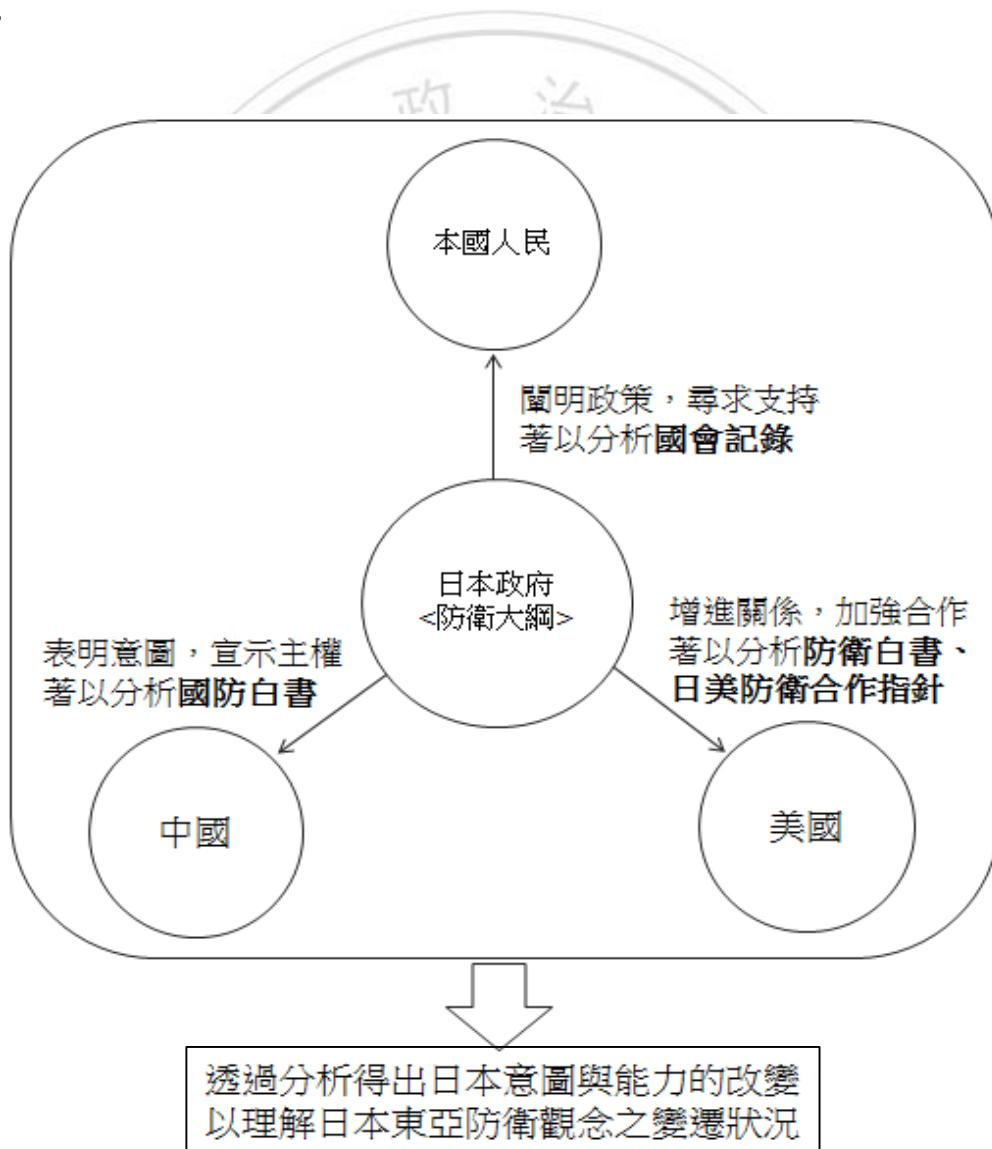 政 治
本國人民
闡明政策，尋求支持
著以分析國會記錄
日本政府
<防衛大綱>
表明意圖，宣示主權
著以分析國防白書
增進關係，加強合作
著以分析防衛白書、
日美防衛合作指針
中國
美國
透過分析得出日本意圖與能力的改變
以理解日本東亞防衛觀念之變遷狀況